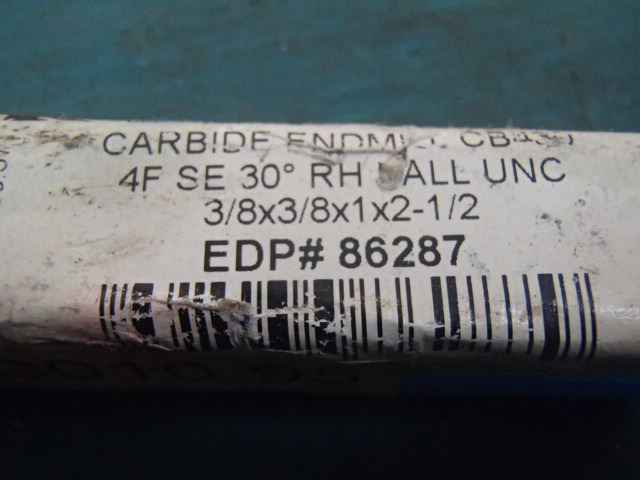 CARBIDE
4F SE 30° RH UNC
3/8x3/8x1x2-1/2
EDP# 86287